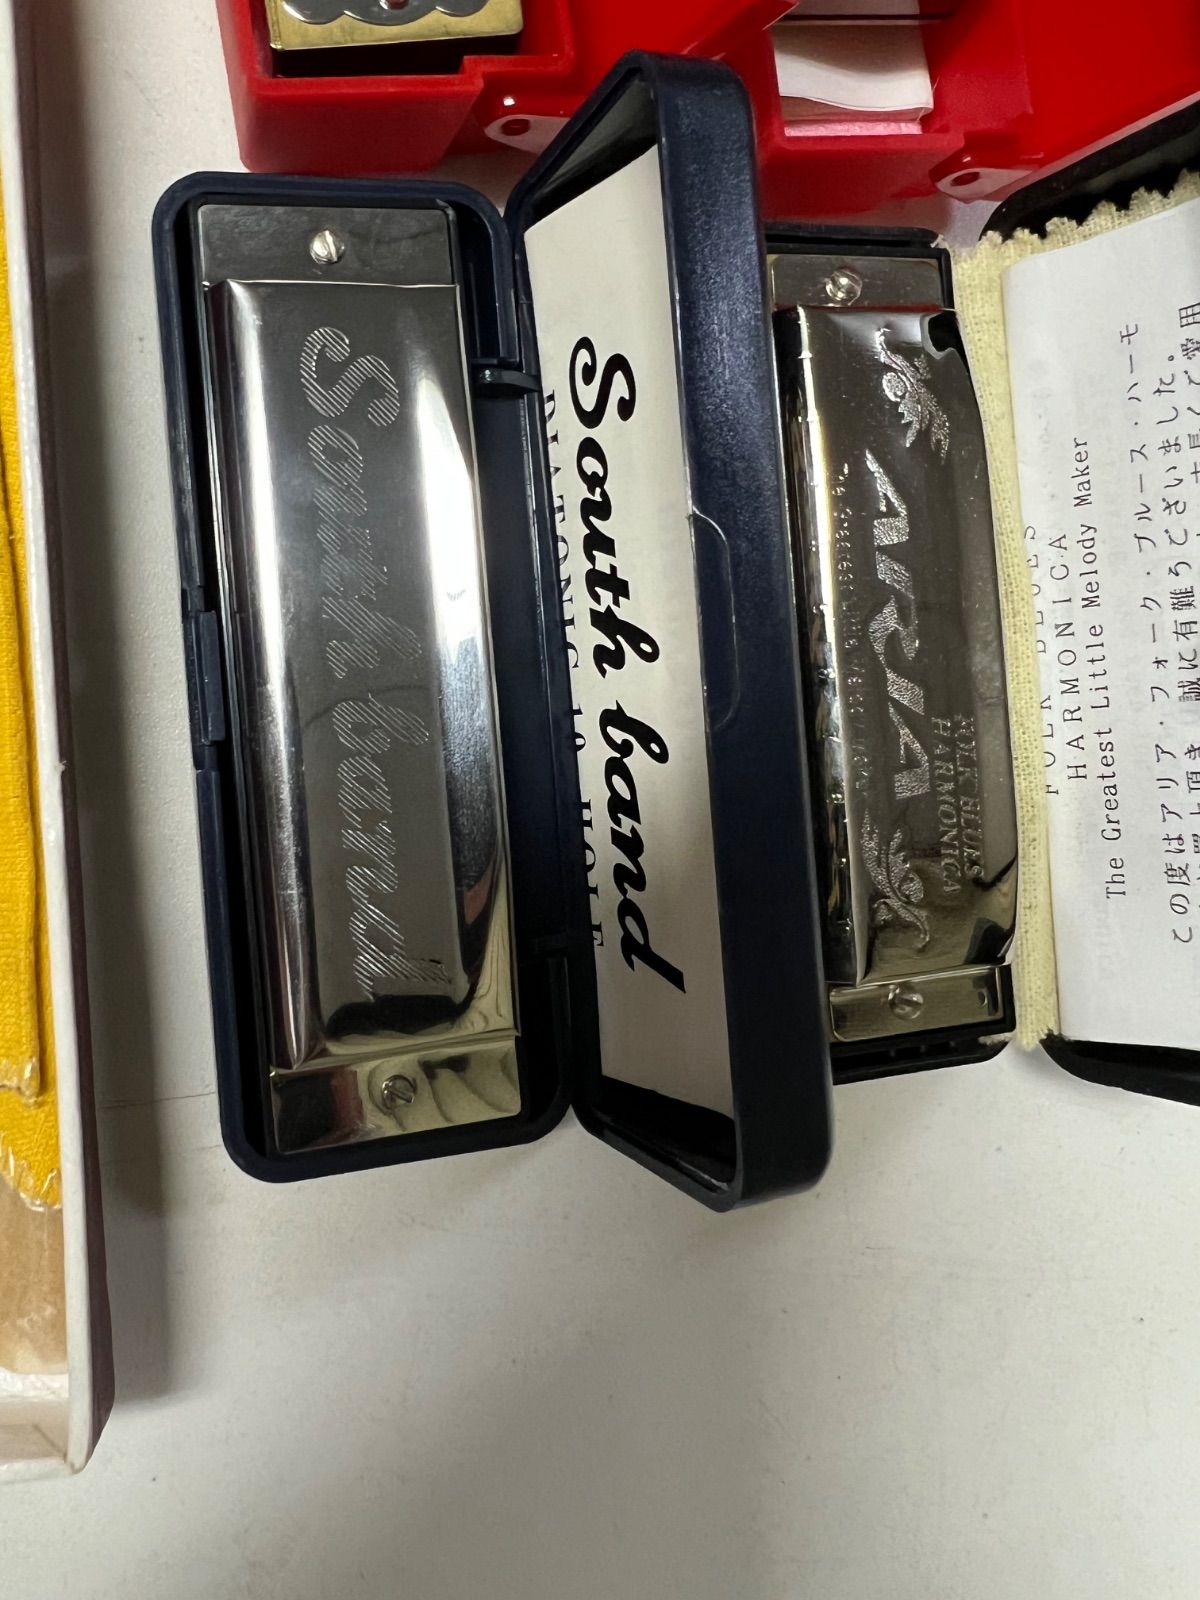 South band
South band
DIATONIC 10 HOLE
ARIA
FOLK BLUES
HARMONICA
FOLK BLUES
HARMONICA
The Greatest Little Melody Maker
この度はアリア・フォーク・ブルース・ハーモ
誠に有難うございました。